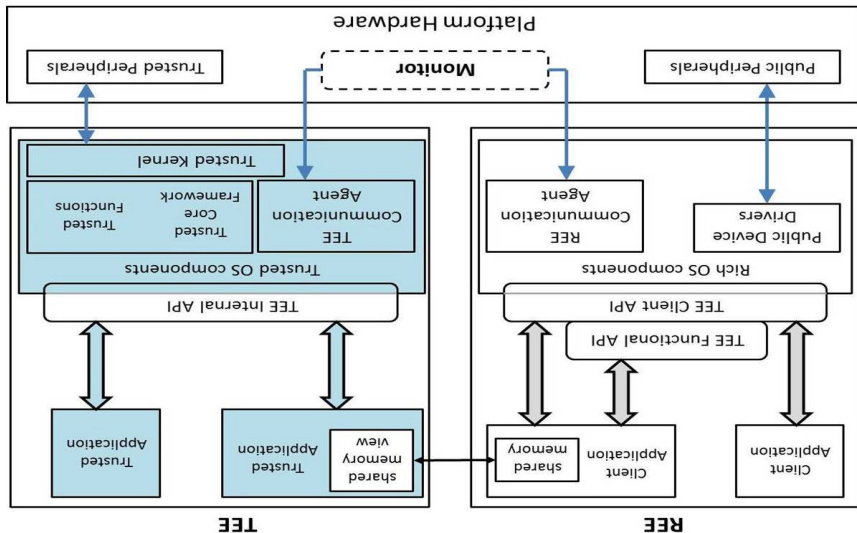 REE
Client
Application
Client
Application
shared
memory
TEE Functional API
TEE Client API
Rich OS components
Public Device
Drivers
REE
Communication
Agent
TEE
shared
memory
view
Trusted
Application
Trusted
Application
TEE Internal API
Trusted OS components
TEE
Communication
Agent
Trusted
Core
Framework
Trusted
Functions
Trusted Kernel
Public Peripherals
Monitor
Trusted Peripherals
Platform Hardware